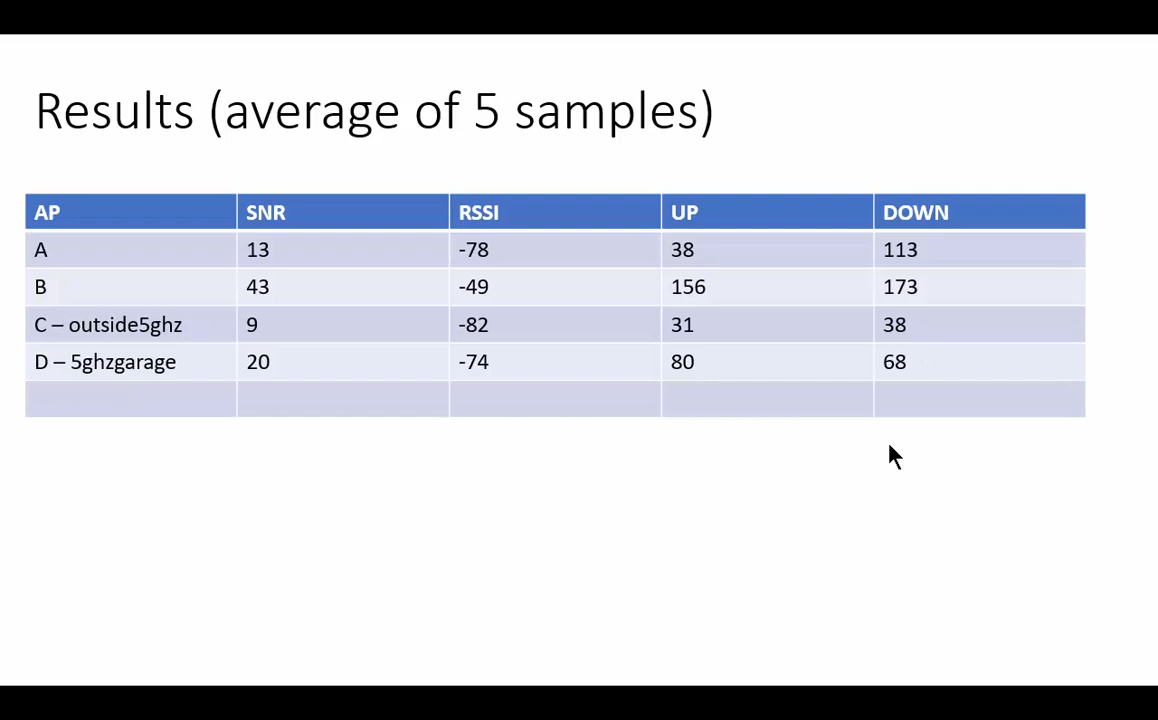 Results (average of 5 samples)
AP SNR RSSI UP DOWN
A 13 -78 38 113
B 43 -49 156 173
C – outside5ghz 9 -82 31 38
D – 5ghzgarage 20 -74 80 68